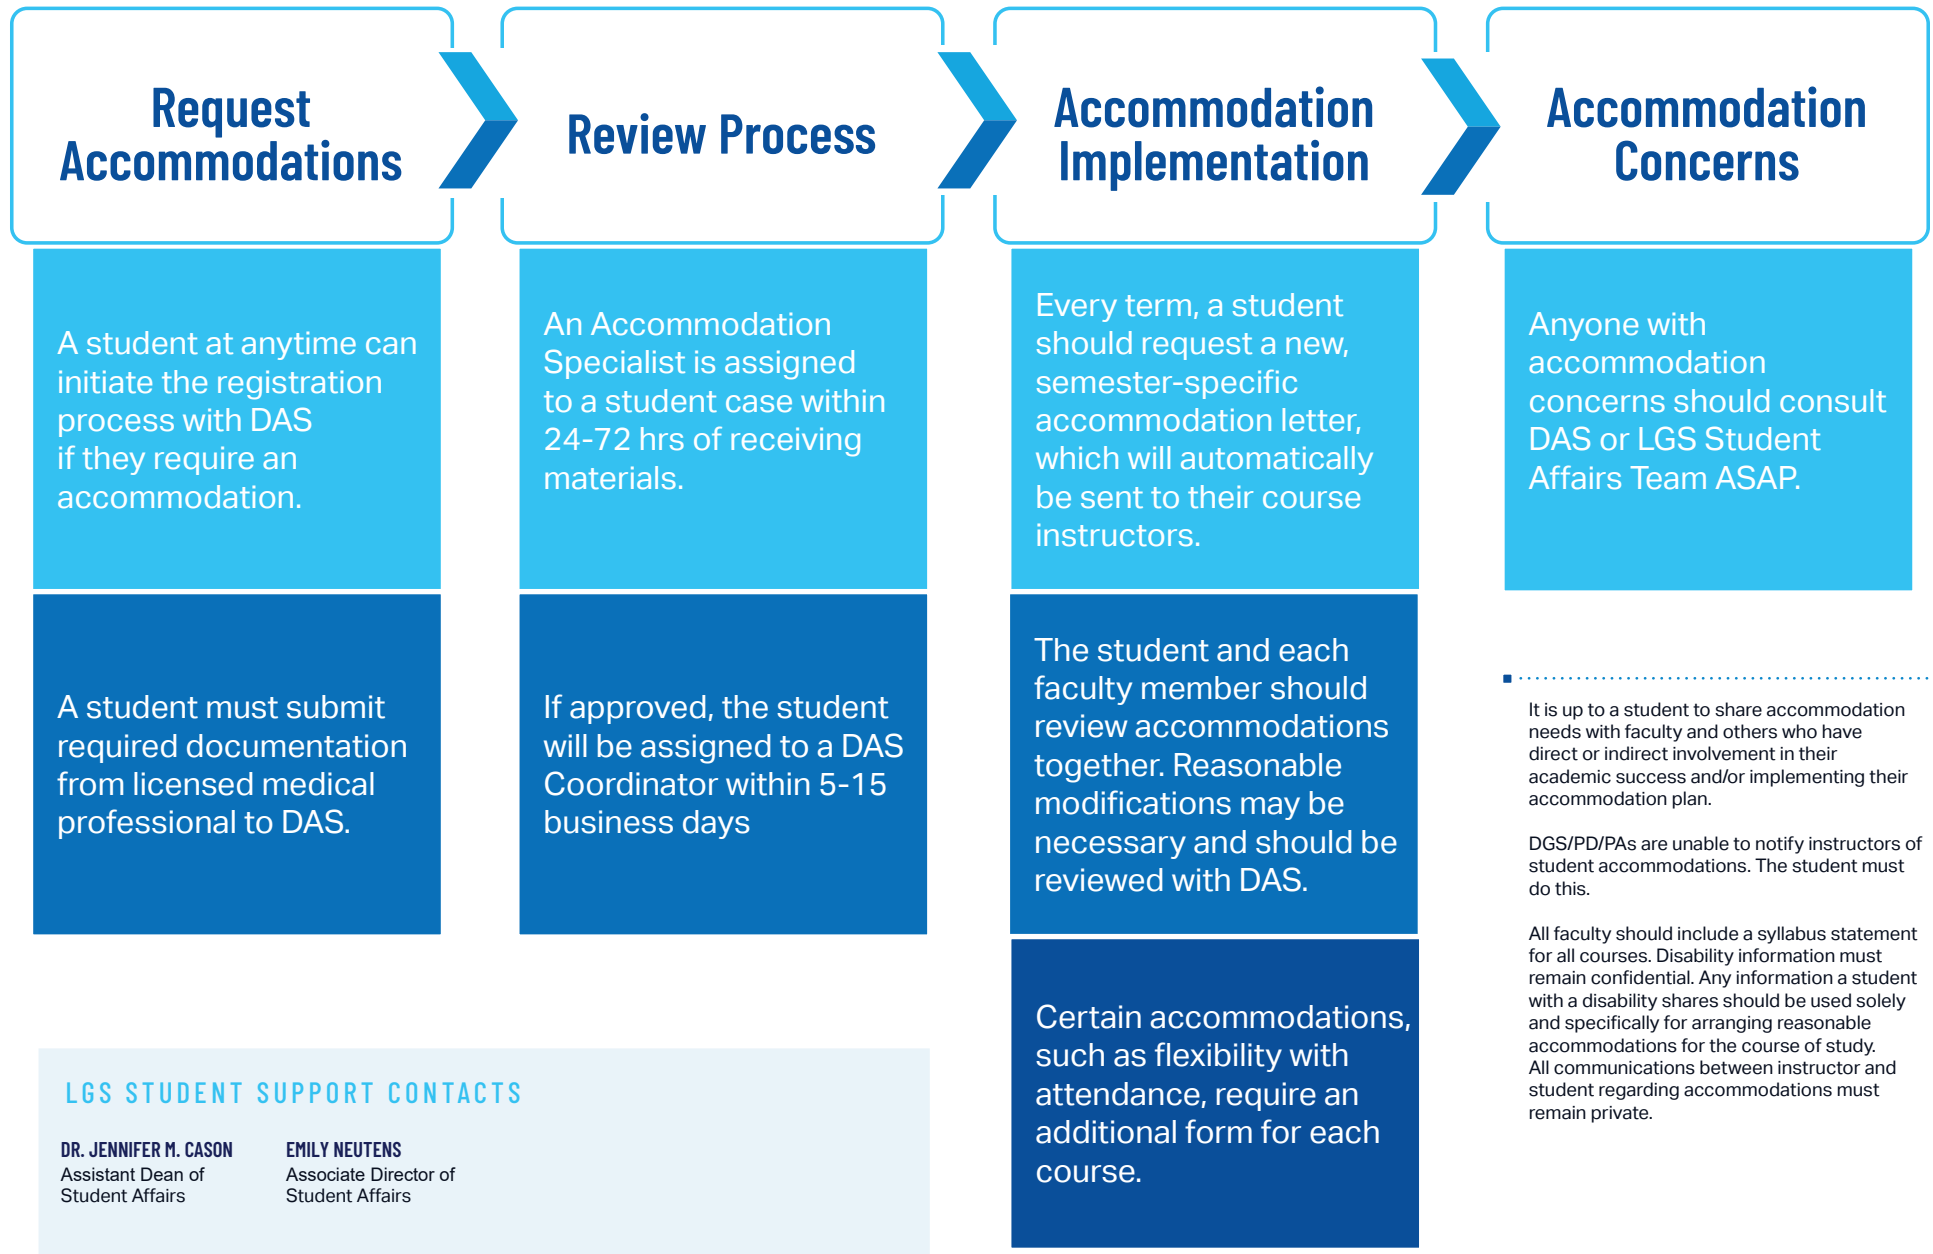 Request
Accommodations
A student at anytime can
initiate the registration
process with DAS
if they require an
accommodation.
A student must submit
required documentation
from licensed medical
professional to DAS.
Review Process
An Accommodation
Specialist is assigned
to a student case within
24-72 hrs of receiving
materials.
If approved, the student
will be assigned to a DAS
Coordinator within 5-15
business days
Accommodation
Implementation
Every term, a student
should request a new,
semester-specific
accommodation letter,
which will automatically
be sent to their course
instructors.
The student and each
faculty member should
review accommodations
together. Reasonable
modifications may be
necessary and should be
reviewed with DAS.
Certain accommodations,
such as flexibility with
attendance, require an
additional form for each
course.
Accommodation
Concerns
Anyone with
accommodation
concerns should consult
DAS or LGS Student
Affairs Team ASAP.
It is up to a student to share accommodation
needs with faculty and others who have
direct or indirect involvement in their
academic success and/or implementing their
accommodation plan.
DGS/PD/PAs are unable to notify instructors of
student accommodations. The student must
do this.
All faculty should include a syllabus statement
for all courses. Disability information must
remain confidential. Any information a student
with a disability shares should be used solely
and specifically for arranging reasonable
accommodations for the course of study.
All communications between instructor and
student regarding accommodations must
remain private.
LGS STUDENT SUPPORT CONTACTS
DR. JENNIFER M. CASON
Assistant Dean of
Student Affairs
EMILY NEUTENS
Associate Director of
Student Affairs